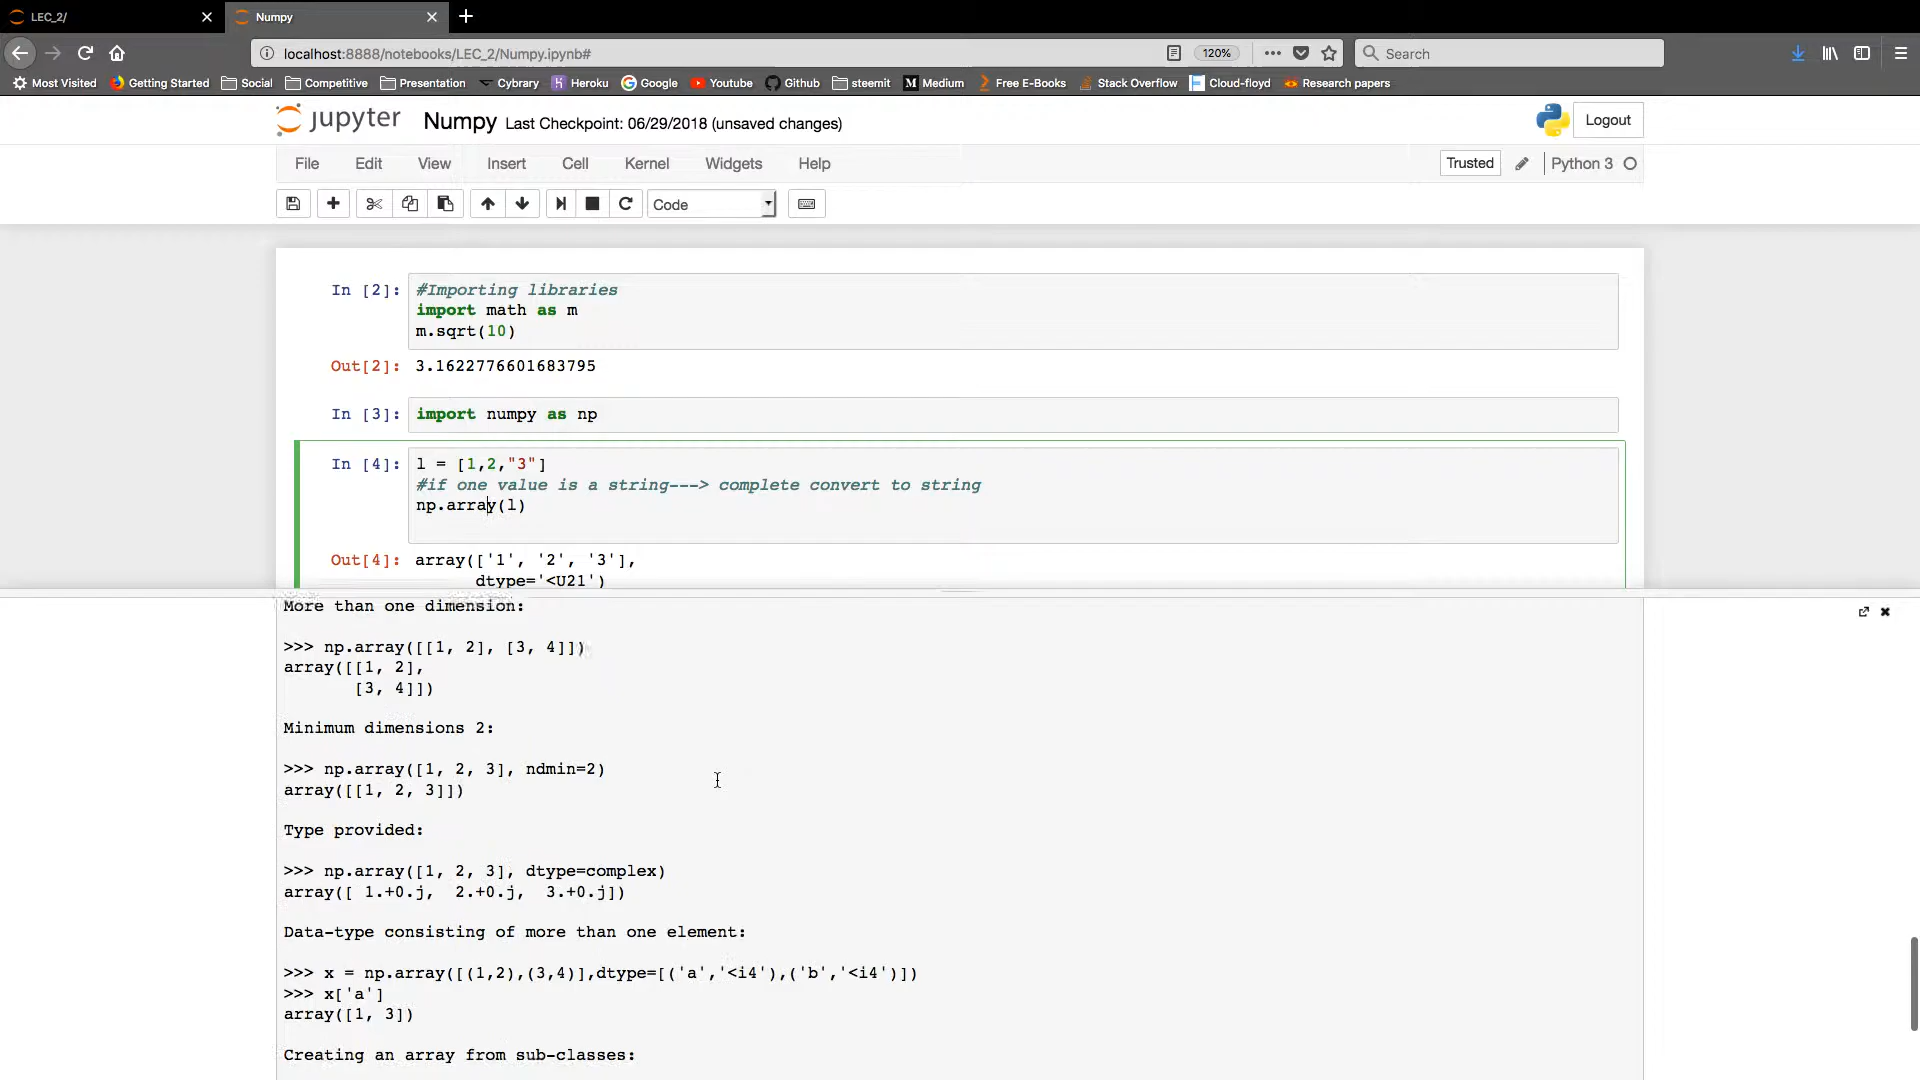 LEC_2/
Numpy
localhost:8888/notebooks/LEC_2/Numpy.ipynb#
120%
Search
Most Visited
Getting Started
Social
Competitive
Presentation
Cybrary
Heroku
Google
Youtube
Github
steemit
Medium
Free E-Books
Stack Overflow
Cloud-floyd
Research papers
jupyter
Numpy Last Checkpoint: 06/29/2018 (unsaved changes)
Logout
File
Edit
View
Insert
Cell
Kernel
Widgets
Help
Trusted
Python 3
Code
In [2]:
#Importing libraries
import math as m
m.sqrt(10)
Out[2]: 3.1622776601683795
In [3]: import numpy as np
In [4]: l = [1,2,"3"]
#if one value is a string---> complete convert to string
np.array(l)
Out[4]: array(['1', '2', '3'],
dtype='<U21')
More than one dimension:
>>> np.array([[1, 2], [3, 4]])
array([[1, 2],
[3, 4]])
Minimum dimensions 2:
>>> np.array([1, 2, 3], ndmin=2)
array([[1, 2, 3]])
Type provided:
>>> np.array([1, 2, 3], dtype=complex)
array([ 1.+0.j,  2.+0.j,  3.+0.j])
Data-type consisting of more than one element:
>>> x = np.array([(1,2),(3,4)],dtype=[('a','<i4'),('b','<i4')])
>>> x['a']
array([1, 3])
Creating an array from sub-classes: